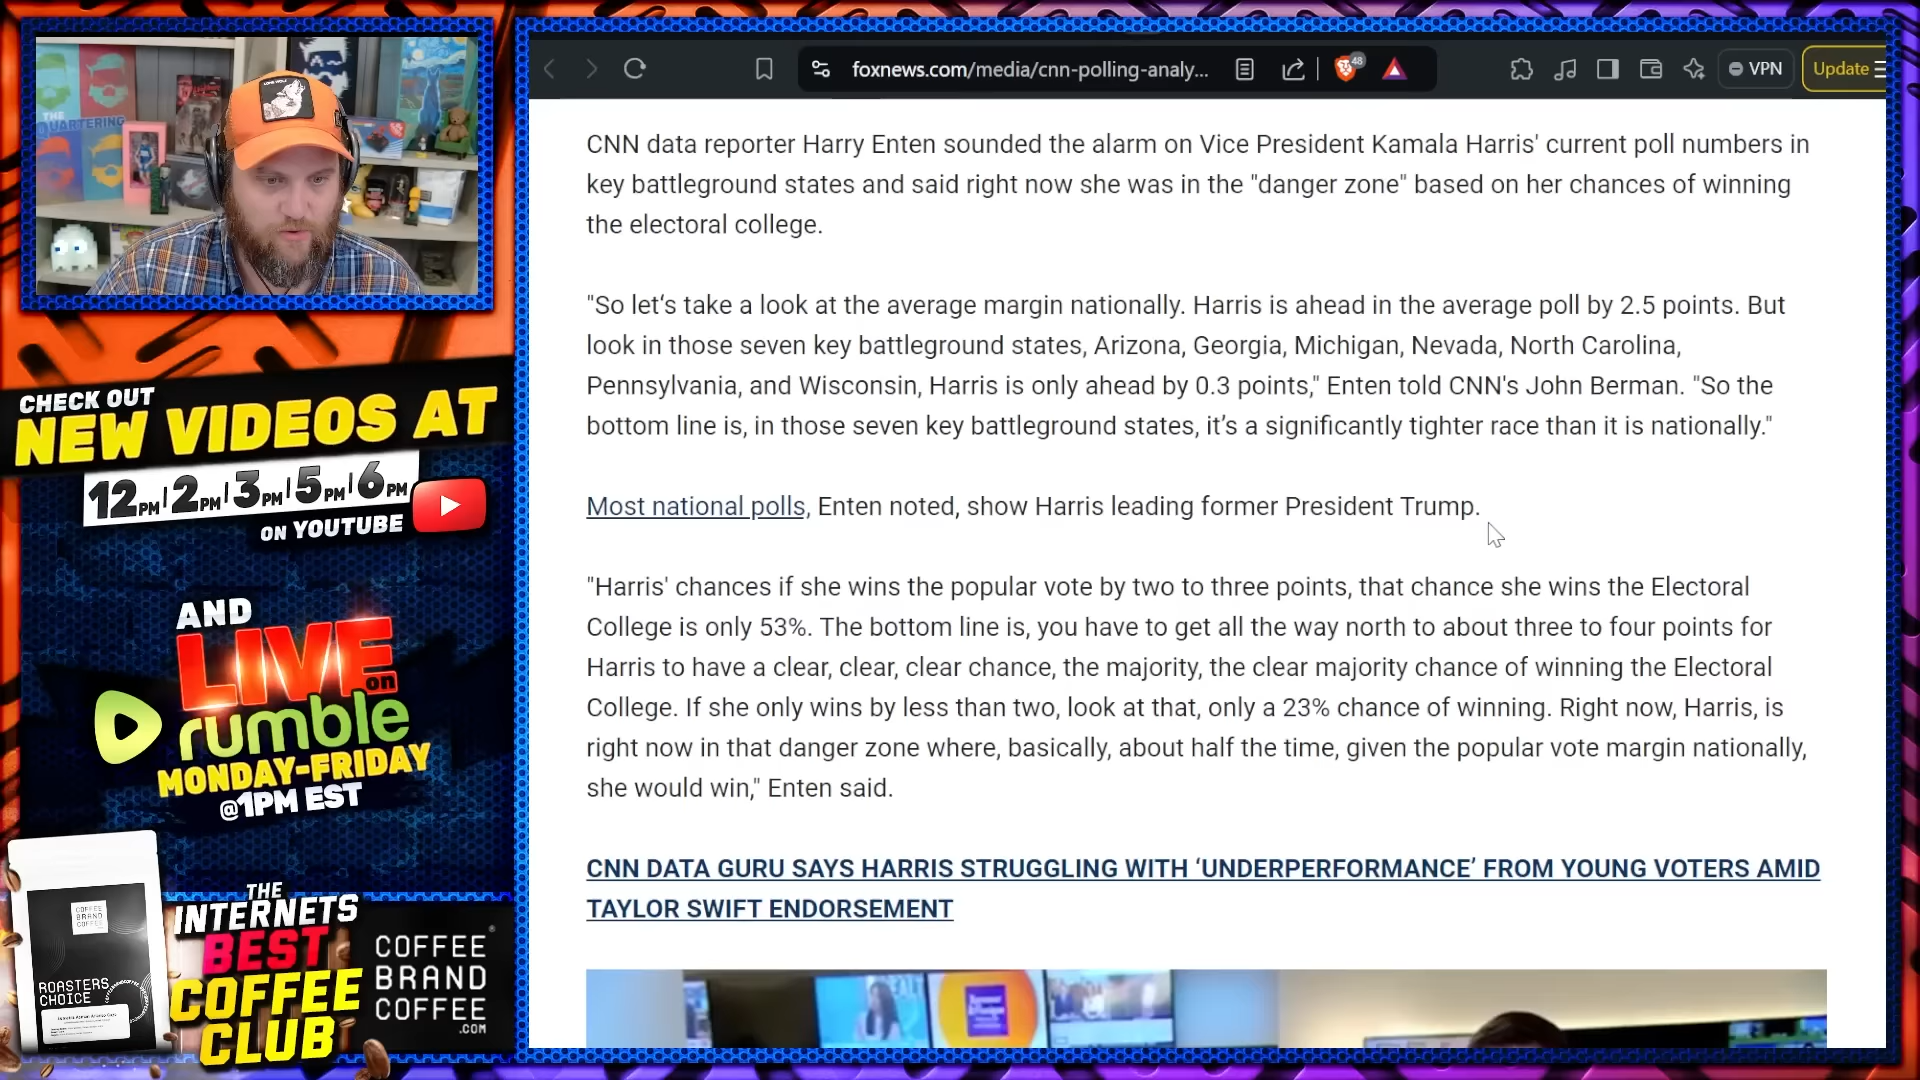 THE
QUARTERING
CHECK OUT
NEW VIDEOS AT
12PM | 2PM | 3PM | 5PM | 6PM
ON YOUTUBE
AND
LIVE on
rumble
MONDAY-FRIDAY
@1PM EST
THE
INTERNETS
BEST
COFFEE
CLUB
COFFEE
BRAND
COFFEE
ROASTERS
CHOICE
COFFEE
BRAND
COFFEE
.COM
foxnews.com/media/cnn-polling-analy...
48
VPN
Update
CNN data reporter Harry Enten sounded the alarm on Vice President Kamala Harris' current poll numbers in
key battleground states and said right now she was in the "danger zone" based on her chances of winning
the electoral college.
"So let‘s take a look at the average margin nationally. Harris is ahead in the average poll by 2.5 points. But
look in those seven key battleground states, Arizona, Georgia, Michigan, Nevada, North Carolina,
Pennsylvania, and Wisconsin, Harris is only ahead by 0.3 points," Enten told CNN's John Berman. "So the
bottom line is, in those seven key battleground states, it’s a significantly tighter race than it is nationally."
Most national polls, Enten noted, show Harris leading former President Trump.
"Harris' chances if she wins the popular vote by two to three points, that chance she wins the Electoral
College is only 53%. The bottom line is, you have to get all the way north to about three to four points for
Harris to have a clear, clear, clear chance, the majority, the clear majority chance of winning the Electoral
College. If she only wins by less than two, look at that, only a 23% chance of winning. Right now, Harris, is
right now in that danger zone where, basically, about half the time, given the popular vote margin nationally,
she would win," Enten said.
CNN DATA GURU SAYS HARRIS STRUGGLING WITH ‘UNDERPERFORMANCE’ FROM YOUNG VOTERS AMID
TAYLOR SWIFT ENDORSEMENT